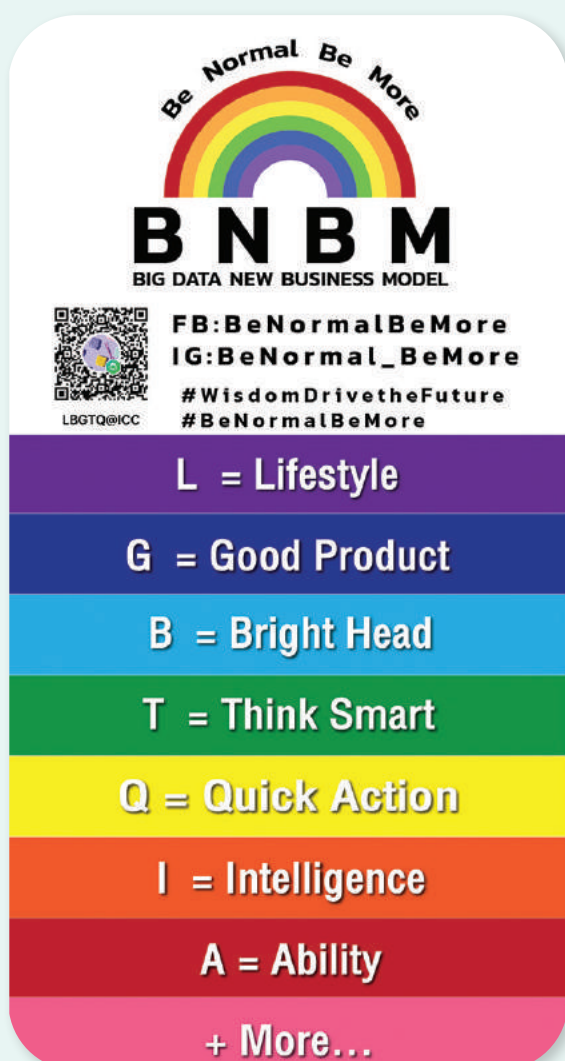 Be Normal Be More
BNBM
BIG DATA NEW BUSINESS MODEL
FB:BeNormalBeMore
IG:BeNormal_BeMore
#WisdomDrivetheFuture
#BeNormalBeMore
LBGTQ@ICC
L = Lifestyle
G = Good Product
B = Bright Head
T = Think Smart
Q = Quick Action
I = Intelligence
A = Ability
+ More...